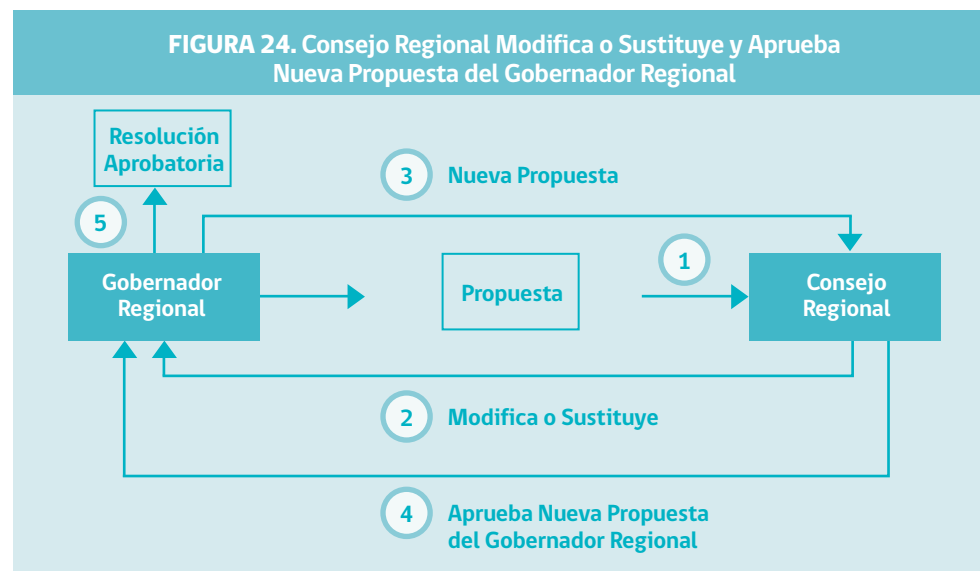 FIGURA 24. Consejo Regional Modifica o Sustituye y Aprueba
Nueva Propuesta del Gobernador Regional
Resolución
Aprobatoria
3 Nueva Propuesta
5
1
Gobernador
Regional
Propuesta
Consejo
Regional
2 Modifica o Sustituye
4 Aprueba Nueva Propuesta
del Gobernador Regional